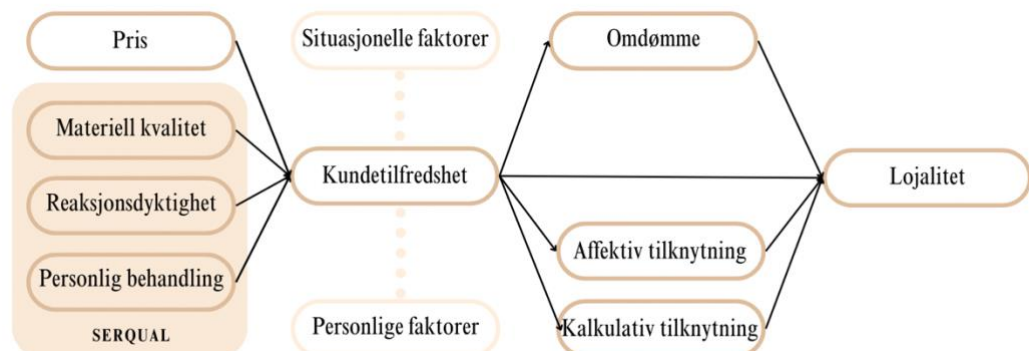 Pris
Situasjonelle faktorer
Omdømme
Materiell kvalitet
Kundetilfredshet
Lojalitet
Reaksjonsdyktighet
Affektiv tilknytning
Personlig behandling
SERQUAL
Personlige faktorer
Kalkulativ tilknytning